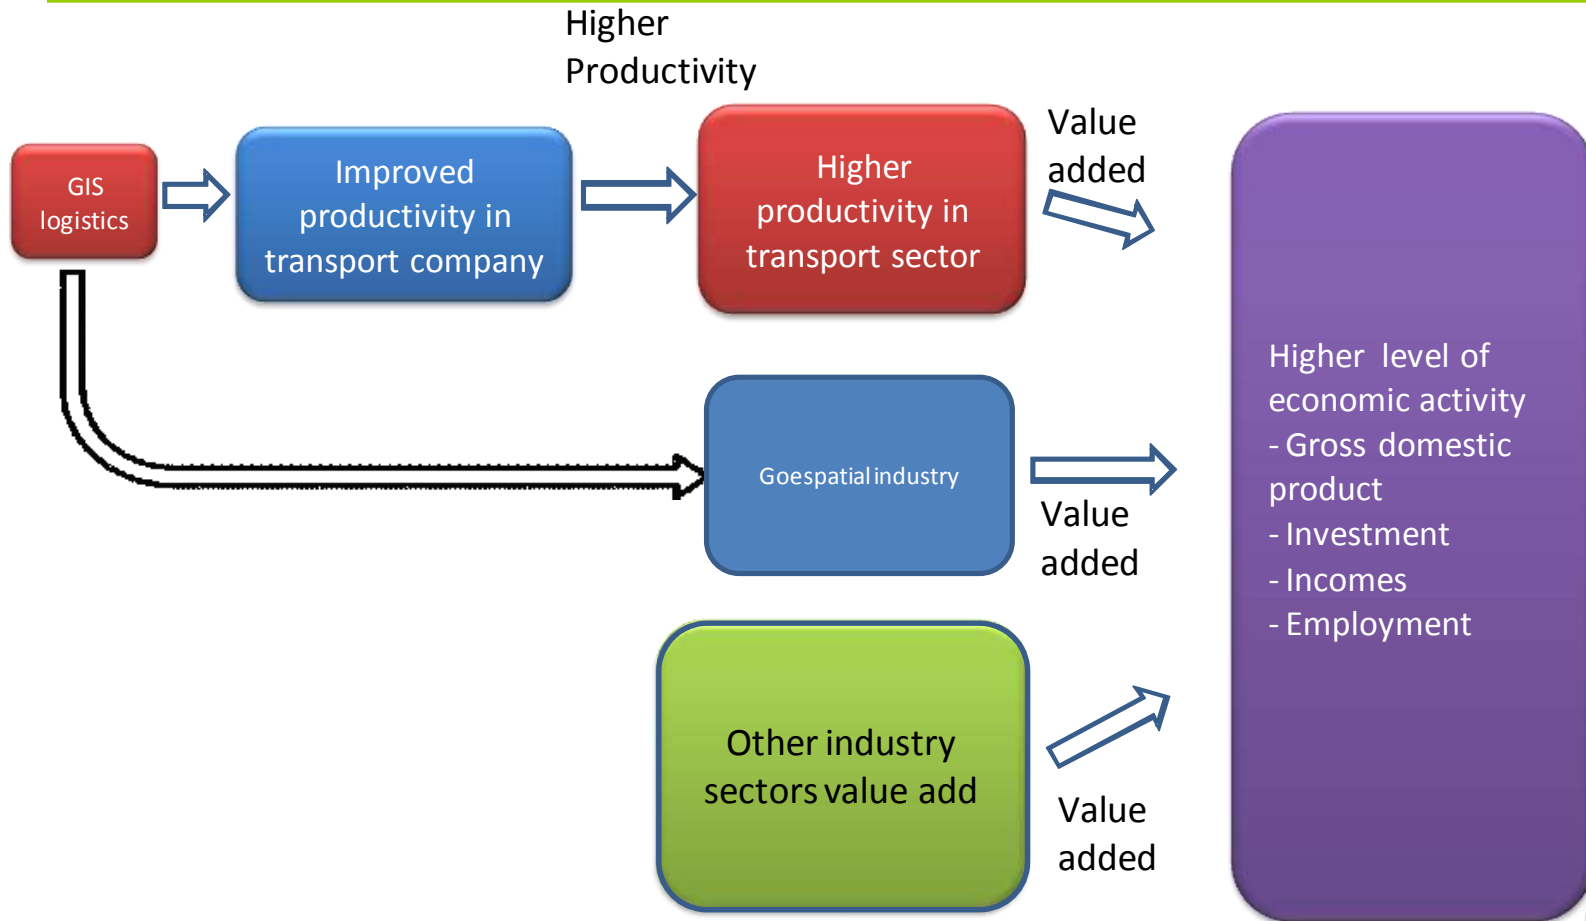 Higher
Productivity
GIS
logistics
Improved
productivity in
transport company
Higher
productivity in
transport sector
Value
added
Goespatial industry
Value
added
Other industry
sectors value add
Value
added
Higher level of
economic activity
- Gross domestic
product
- Investment
- Incomes
- Employment